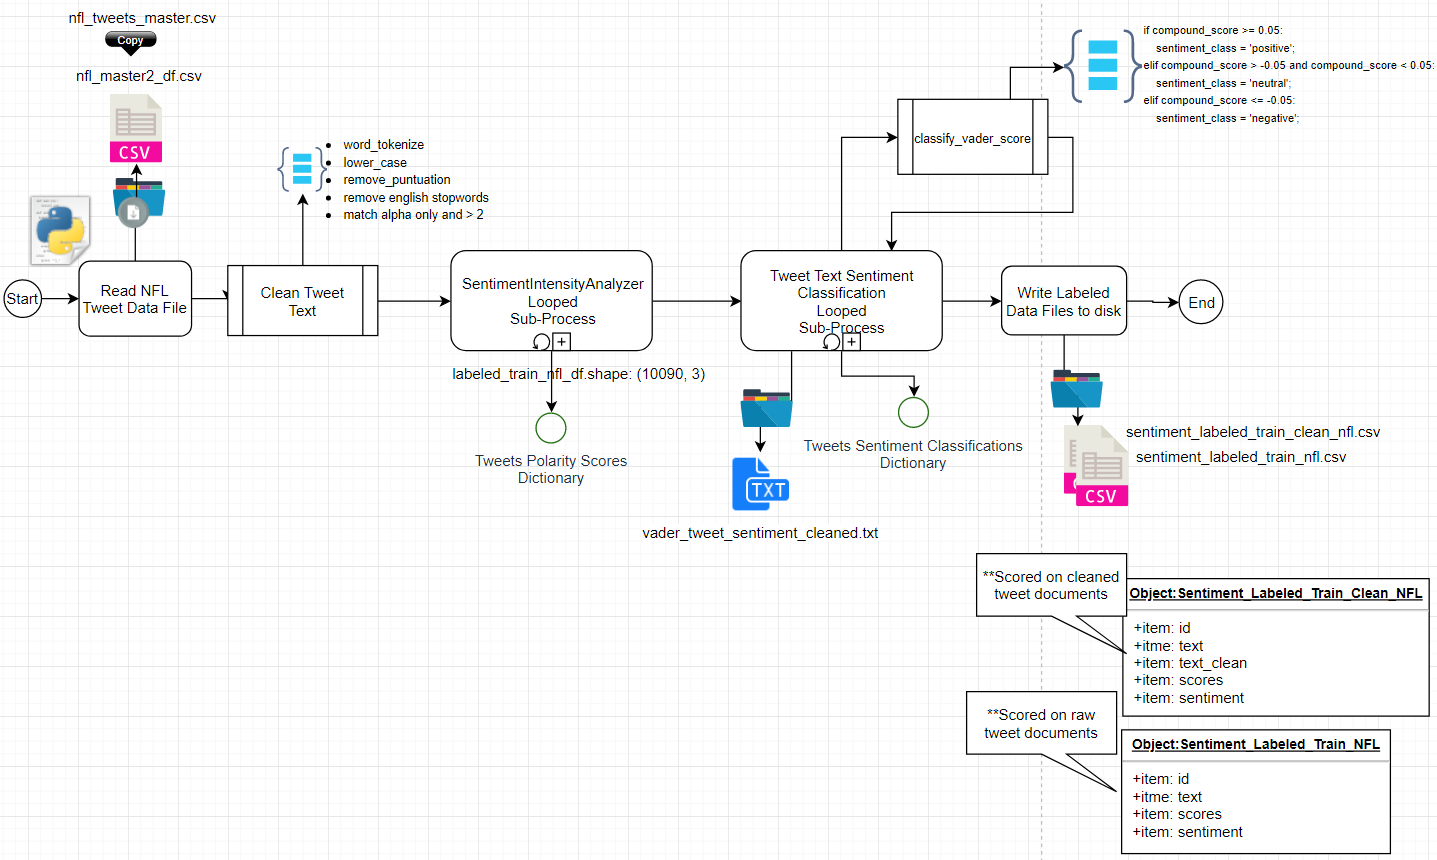 nfl_tweets_master.csv
Copy
nfl_master2_df.csv
CSV
Start
Read NFL
Tweet Data File
word_tokenize
lower_case
remove_puntuation
remove english stopwords
match alpha only and > 2
Clean Tweet
Text
SentimentIntensityAnalyzer
Looped
Sub-Process
labeled_train_nfl_df.shape: (10090, 3)
Tweets Polarity Scores
Dictionary
Tweet Text Sentiment
Classification
Looped
Sub-Process
classify_vader_score
if compound_score >= 0.05:
sentiment_class = 'positive';
elif compound_score > -0.05 and compound_score < 0.05:
sentiment_class = 'neutral';
elif compound_score <= -0.05:
sentiment_class = 'negative';
TXT
vader_tweet_sentiment_cleaned.txt
Tweets Sentiment Classifications
Dictionary
Write Labeled
Data Files to disk
End
sentiment_labeled_train_clean_nfl.csv
sentiment_labeled_train_nfl.csv
CSV
**Scored on cleaned
tweet documents
Object:Sentiment_Labeled_Train_Clean_NFL
+item: id
+itme: text
+item: text_clean
+item: scores
+item: sentiment
**Scored on raw
tweet documents
Object:Sentiment_Labeled_Train_NFL
+item: id
+itme: text
+item: scores
+item: sentiment